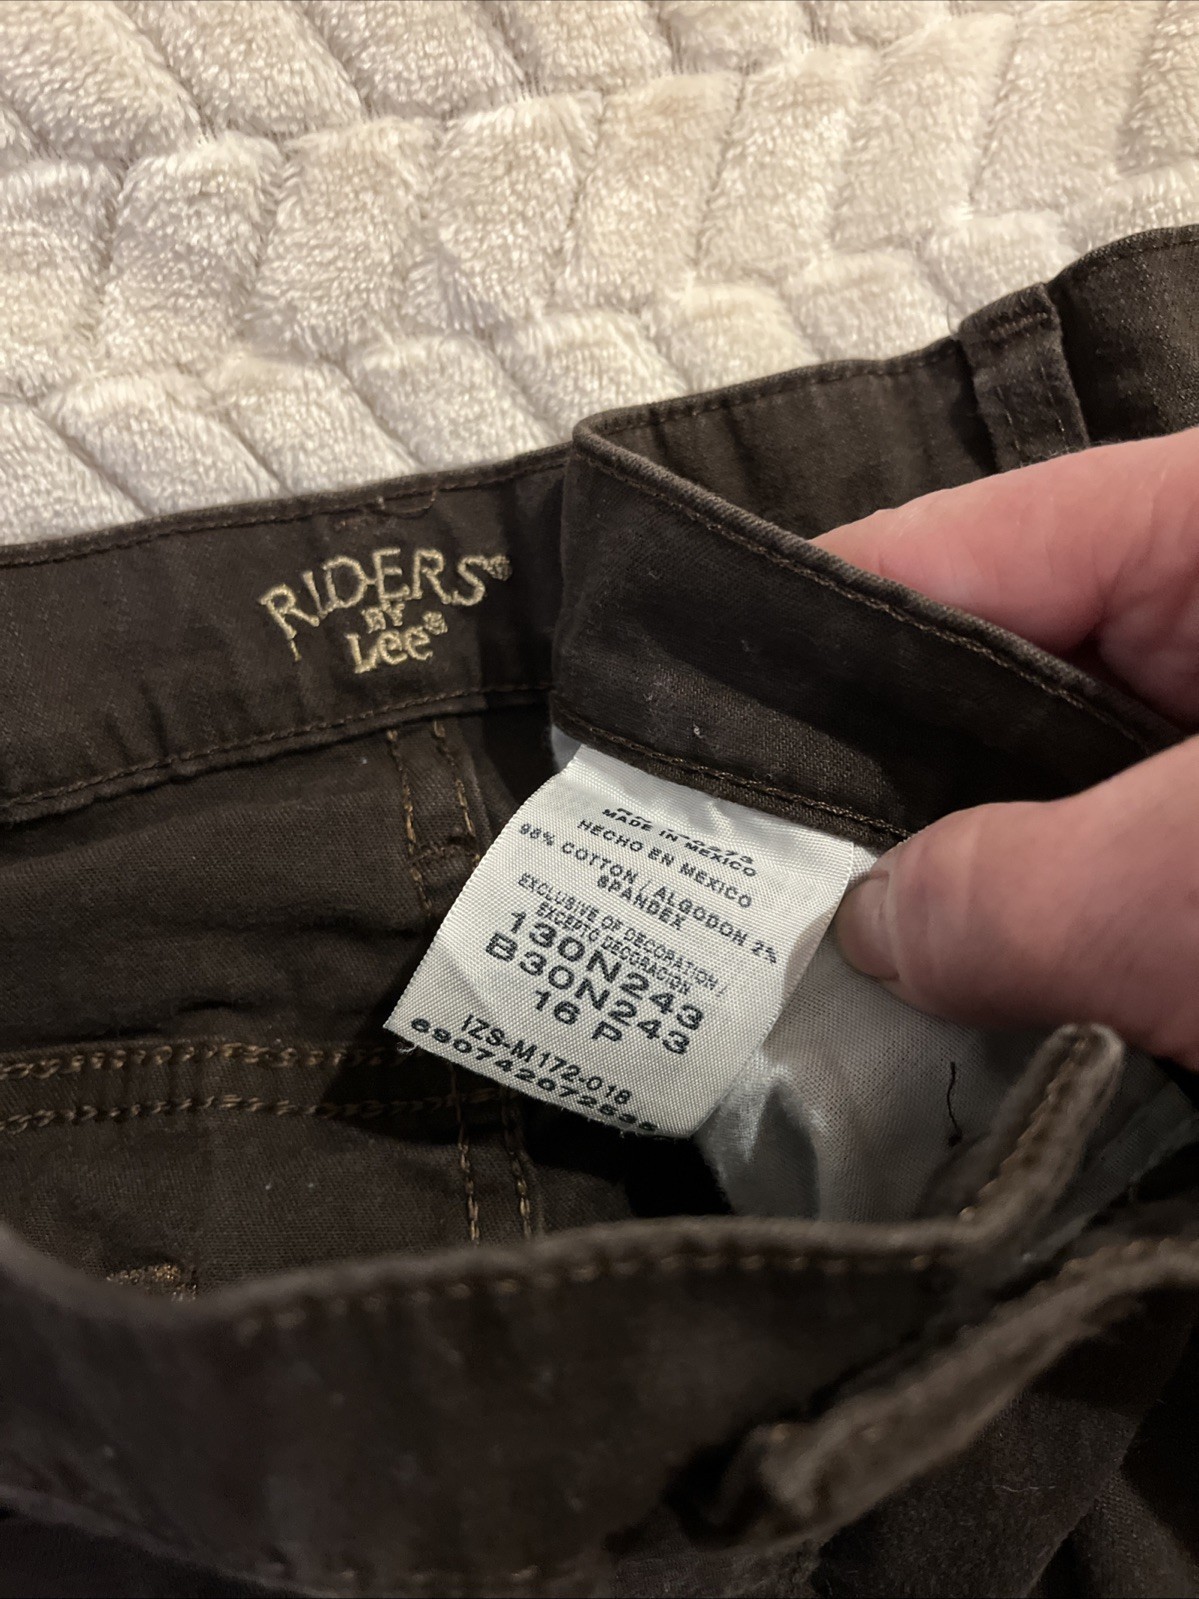 RIDERS®
BY
Lee®
MADE IN MEXICO
HECHO EN MEXICO
98% COTTON / ALGODON 2%
SPANDEX
EXCLUSIVE OF DECORATION /
EXCEPTO DECORACION
130N243
B30N243
16 P
IZS-M172-018